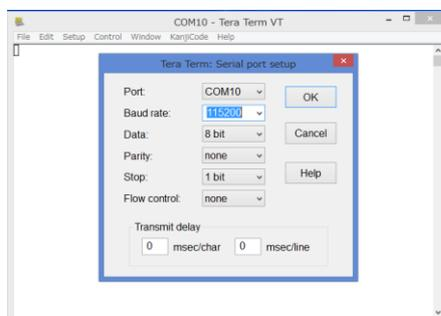 COM10 - Tera Term VT
File Edit Setup Control Window KanjiCode Help
Tera Term: Serial port setup
Port: COM10 OK
Baud rate: 115200
Data: 8 bit Cancel
Parity: none
Stop: 1 bit Help
Flow control: none
Transmit delay
0 msec/char 0 msec/line